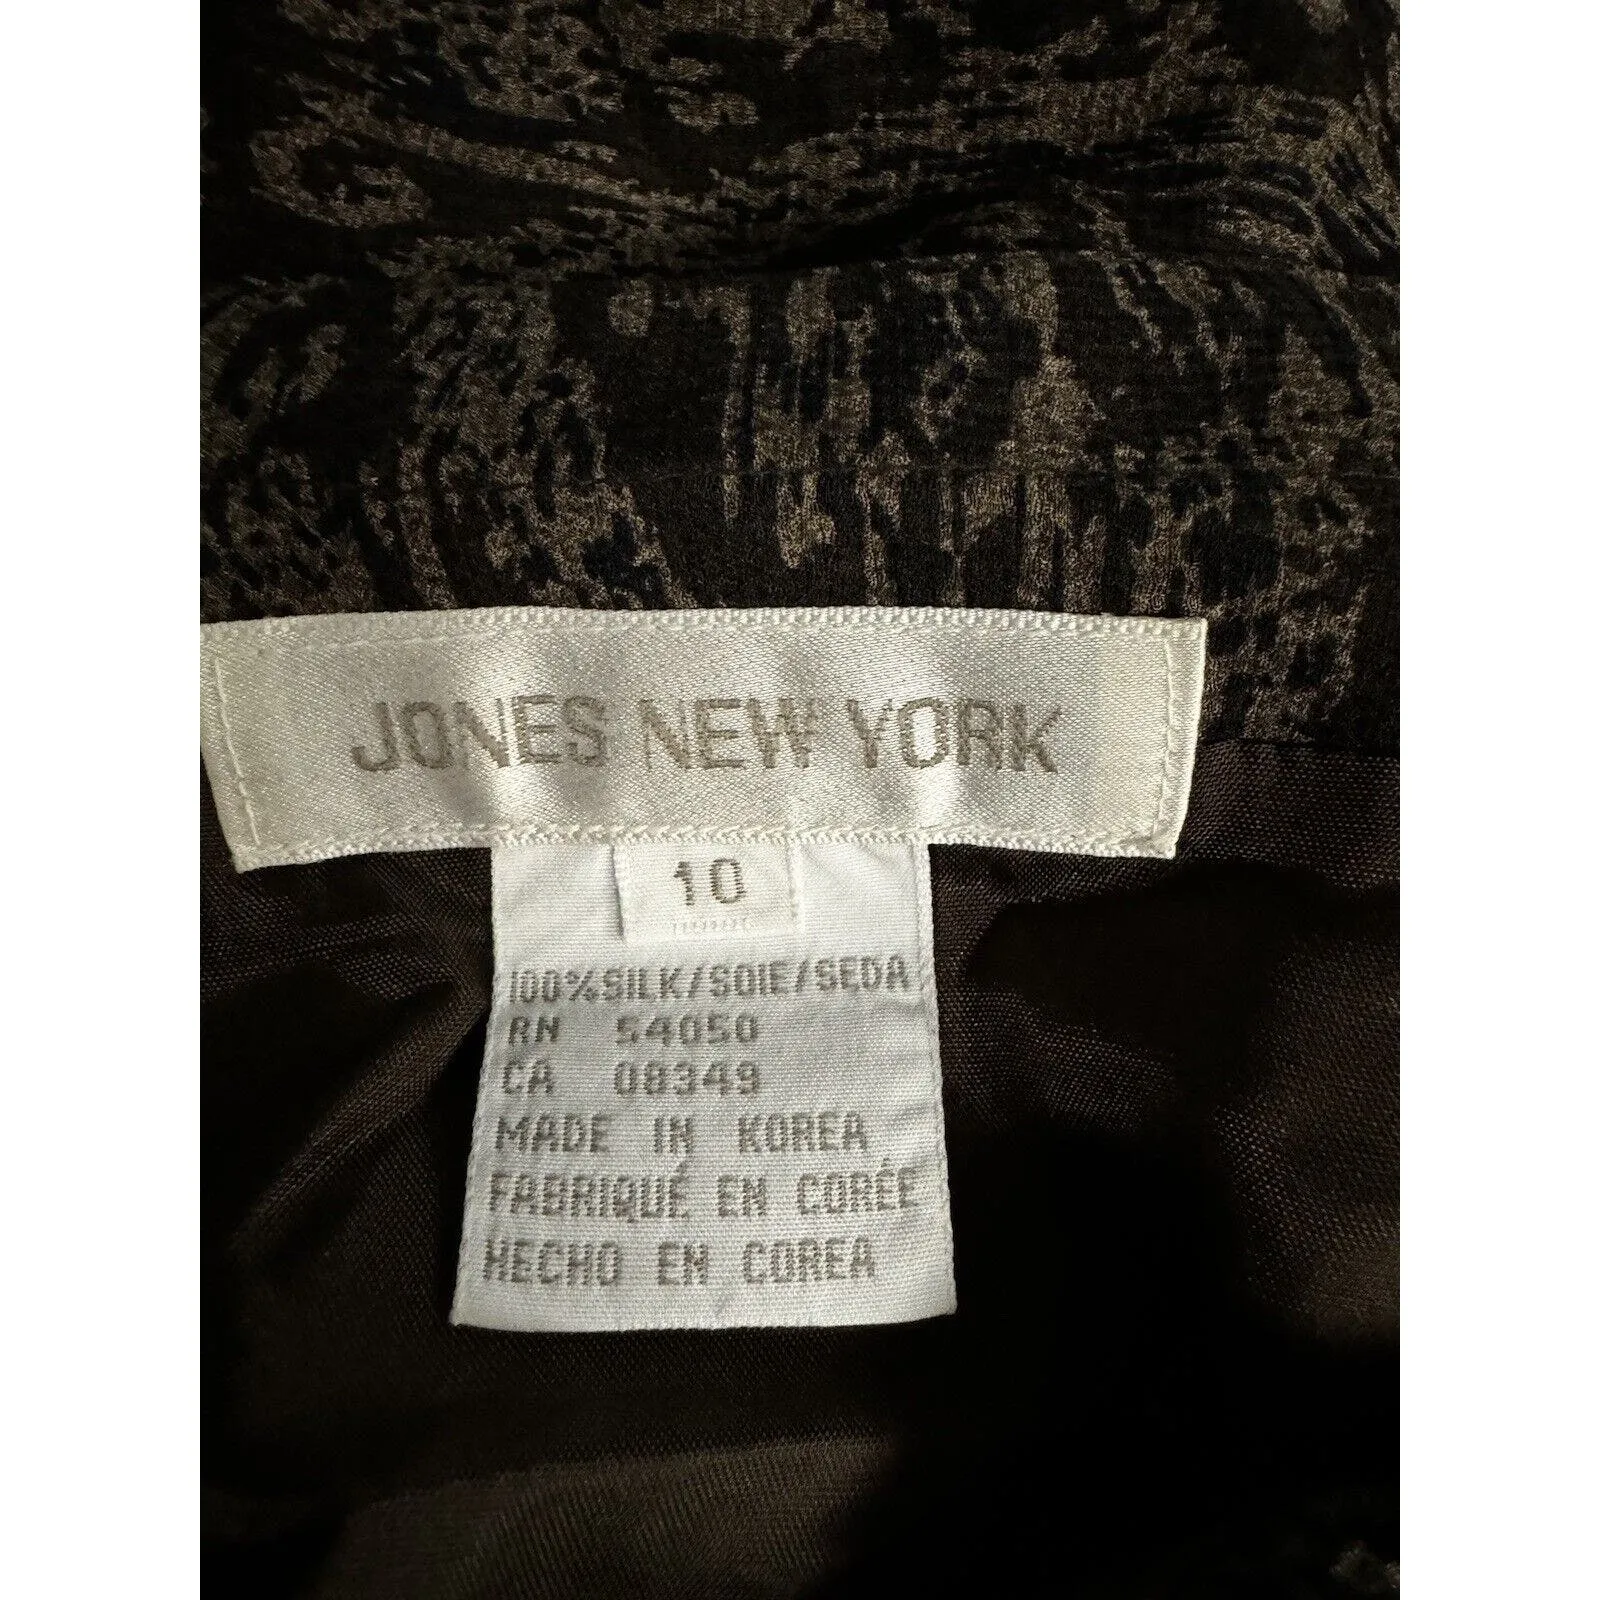 JONES NEW YORK
10
100%SILK/SOIE/SEDA
RN 54050
CA 08349
MADE IN KOREA
FABRIQUÉ EN CORÉE
HECHO EN COREA